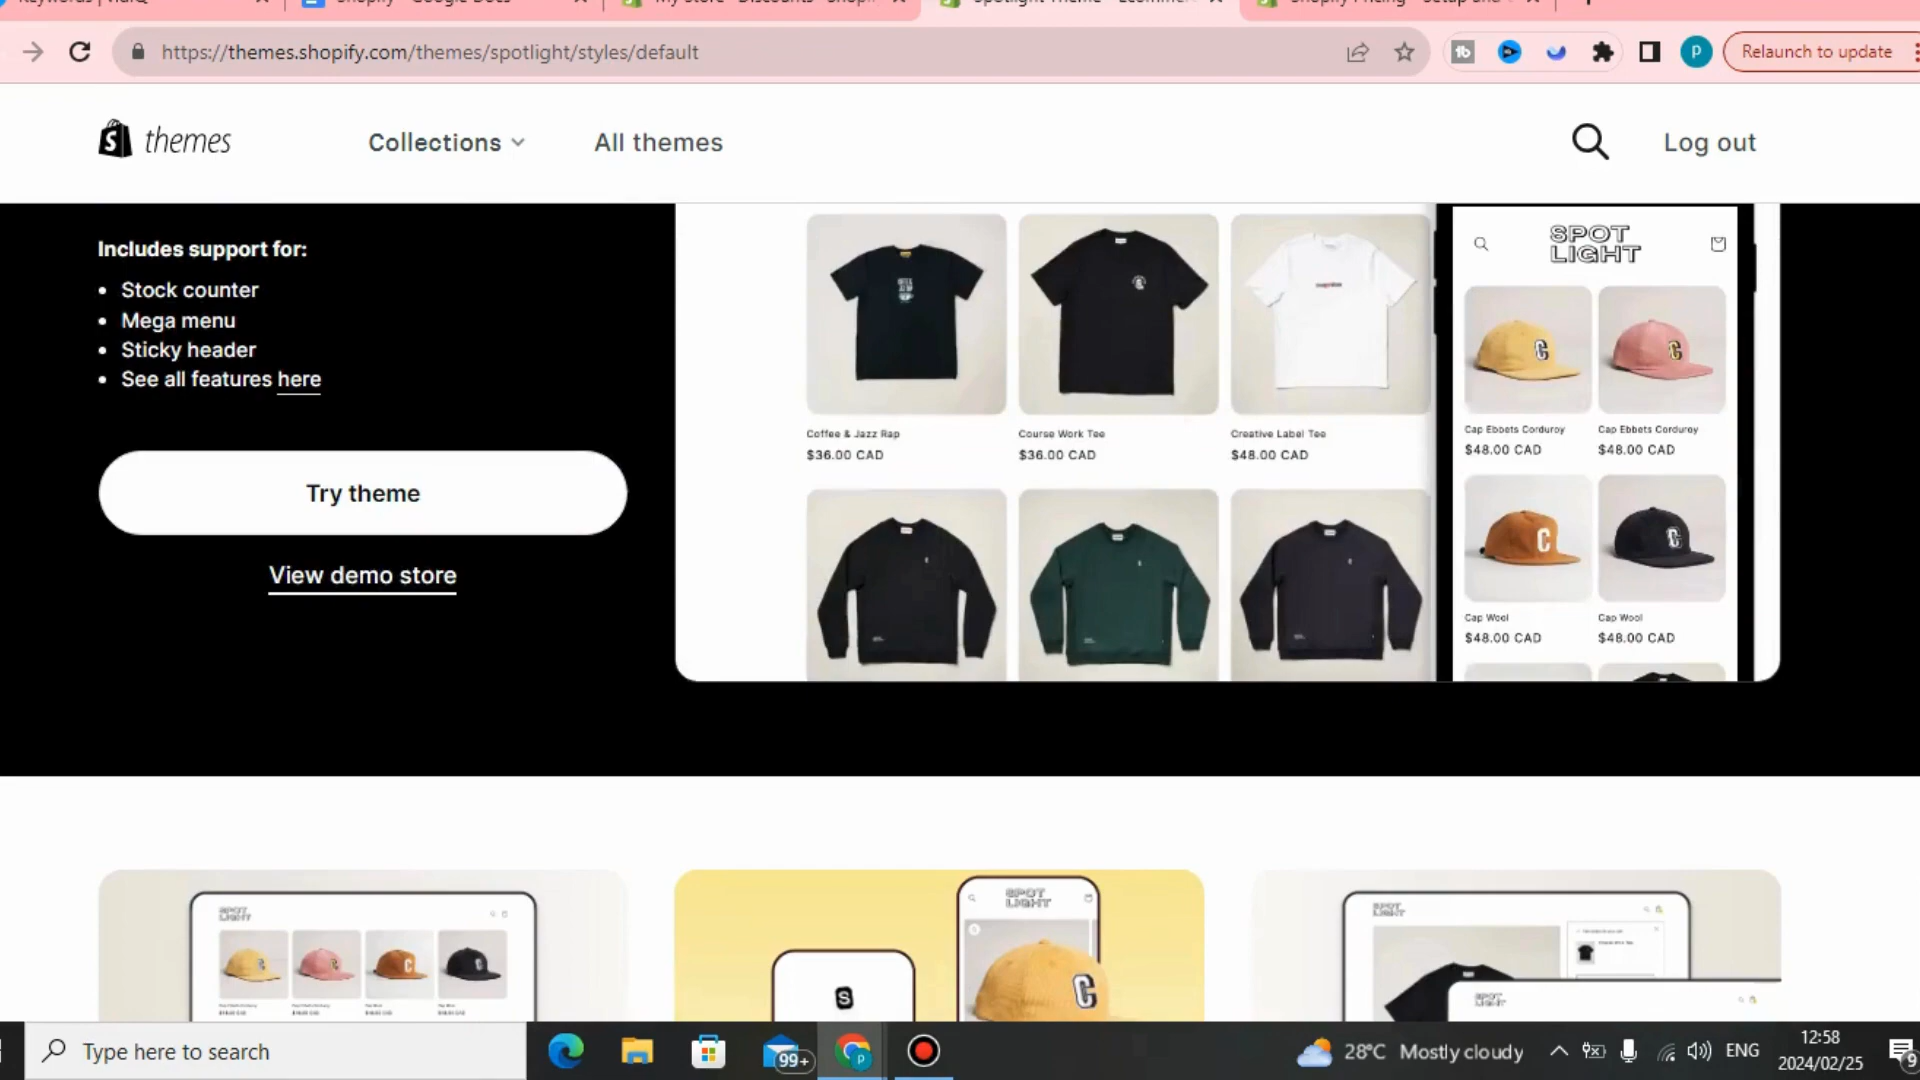 https://themes.shopify.com/themes/spotlight/styles/default
Relaunch to update
themes
Collections
All themes
Log out
Includes support for:
• Stock counter
• Mega menu
• Sticky header
• See all features here
Try theme
View demo store
Coffee & Jazz Rap
$36.00 CAD
Course Work Tee
$36.00 CAD
Creative Label Tee
$48.00 CAD
SPOT
LIGHT
Cap Ebbets Corduroy
$48.00 CAD
Cap Ebbets Corduroy
$48.00 CAD
Cap Wool
$48.00 CAD
Cap Wool
$48.00 CAD
SPOT
LIGHT
SPOT
LIGHT
SPOT
LIGHT
SPOT
LIGHT
Type here to search
99+
28°C Mostly cloudy
ENG
12:58
2024/02/25
9